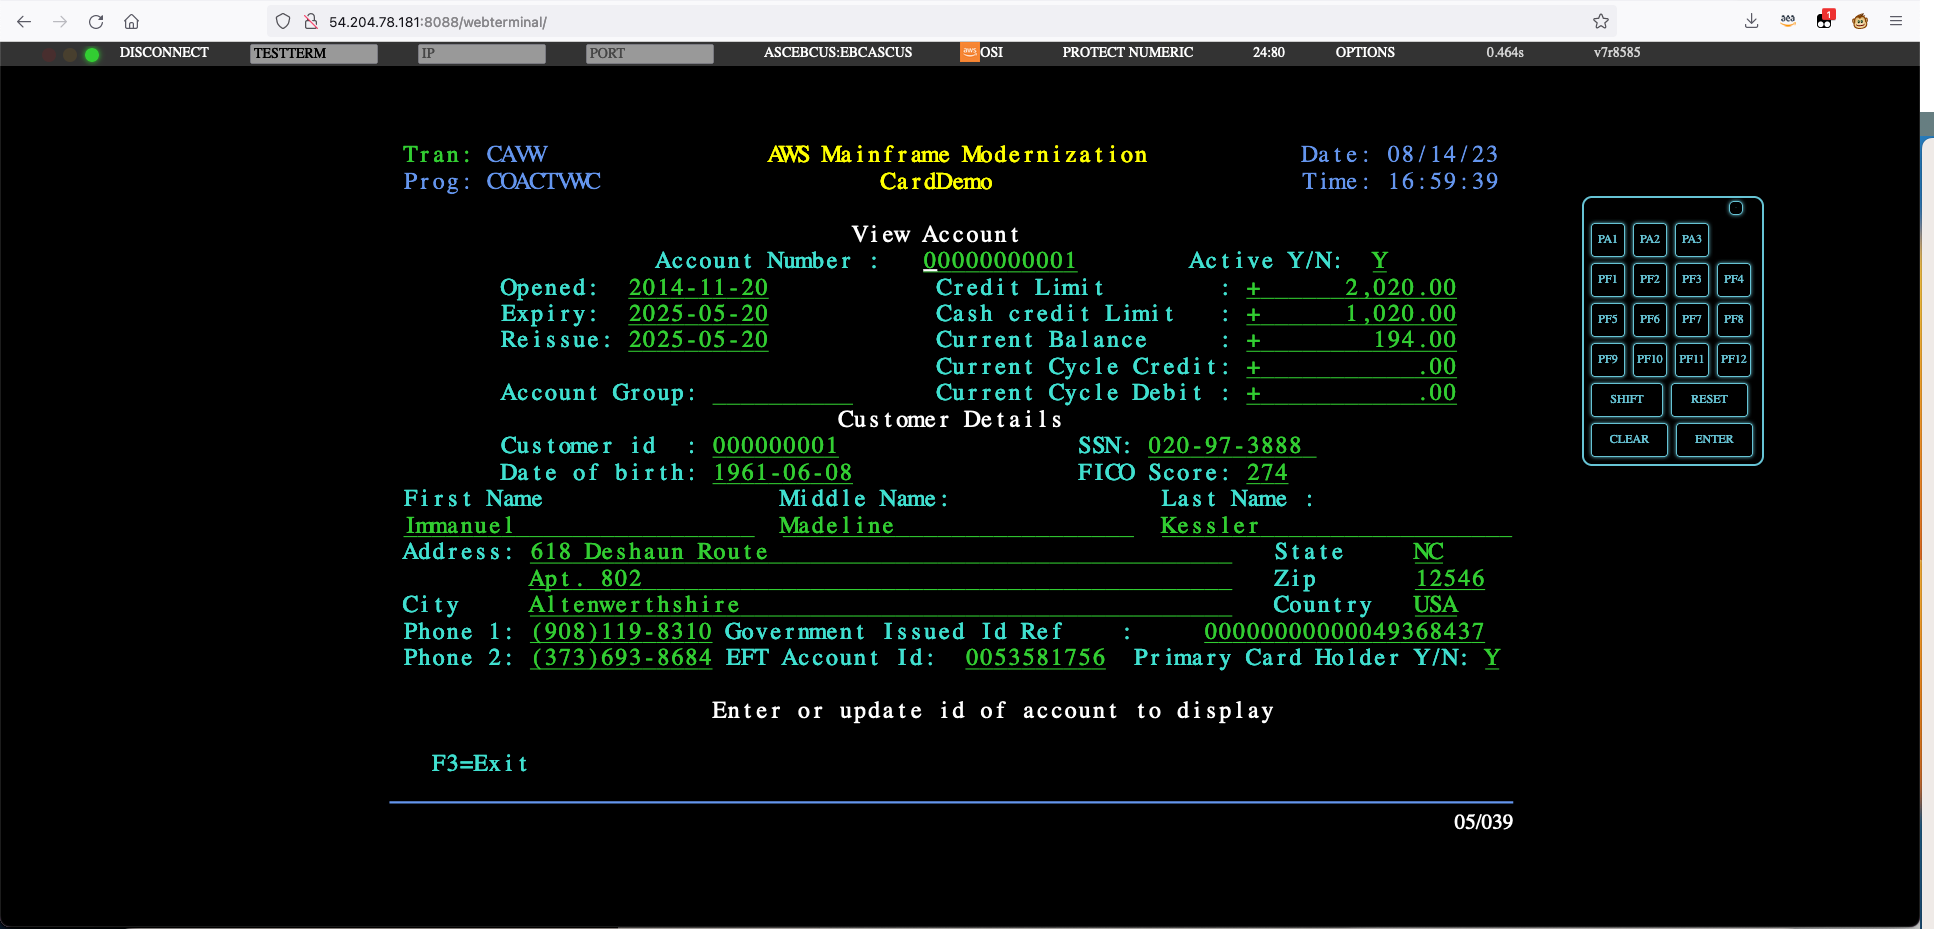 54.204.78.181:8088/webterminal/
1
DISCONNECT TESTTERM IP PORT ASCEBCUS:EBCASCUS aws OSI PROTECT NUMERIC 24:80 OPTIONS 0.464s v7r8585
Tran: CAVW AWS Mainframe Modernization Date: 08/14/23
Prog: COACTVWC CardDemo Time: 16:59:39
View Account
Account Number : 00000000001 Active Y/N: Y
Opened: 2014-11-20 Credit Limit : + 2,020.00
Expiry: 2025-05-20 Cash credit Limit : + 1,020.00
Reissue: 2025-05-20 Current Balance : + 194.00
Current Cycle Credit: + .00
Account Group: Current Cycle Debit : + .00
Customer Details
Customer id : 000000001 SSN: 020-97-3888
Date of birth: 1961-06-08 FICO Score: 274
First Name Middle Name: Last Name :
Immanuel Madeline Kessler
Address: 618 Deshaun Route State NC
Apt. 802 Zip 12546
City Altenwerthshire Country USA
Phone 1: (908)119-8310 Government Issued Id Ref : 00000000000049368437
Phone 2: (373)693-8684 EFT Account Id: 0053581756 Primary Card Holder Y/N: Y
Enter or update id of account to display
F3=Exit
05/039
PA1 PA2 PA3
PF1 PF2 PF3 PF4
PF5 PF6 PF7 PF8
PF9 PF10 PF11 PF12
SHIFT RESET
CLEAR ENTER